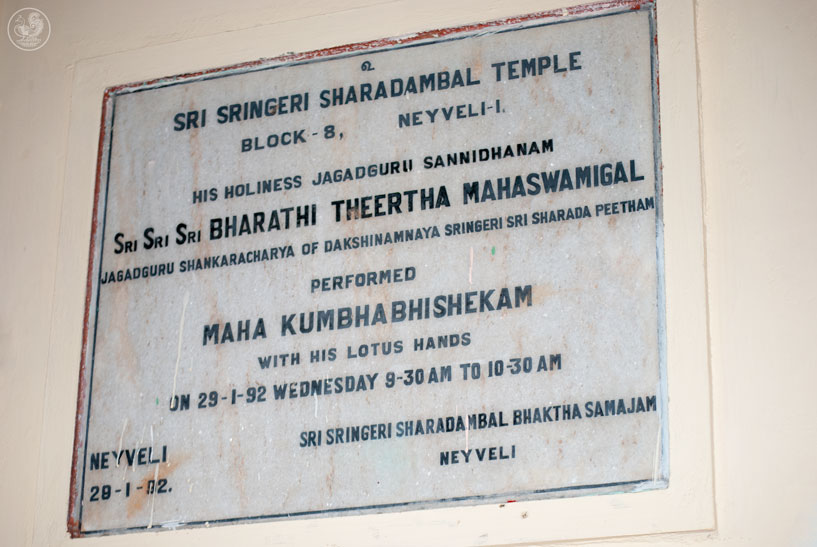 உ
SRI SRINGERI SHARADAMBAL TEMPLE
BLOCK-8, NEYVELI-1.
HIS HOLINESS JAGADGURU SANNIDHANAM
SRI SRI SRI BHARATHI THEERTHA MAHASWAMIGAL
JAGADGURU SHANKARACHARYA OF DAKSHINAMNAYA SRINGERI SRI SHARADA PEETHAM
PERFORMED
MAHA KUMBHABHISHEKAM
WITH HIS LOTUS HANDS
ON 29-1-92 WEDNESDAY 9-30 AM TO 10-30 AM
SRI SRINGERI SHARADAMBAL BHAKTHA SAMAJAM
NEYVELI
NEYVELI
29-1-92.